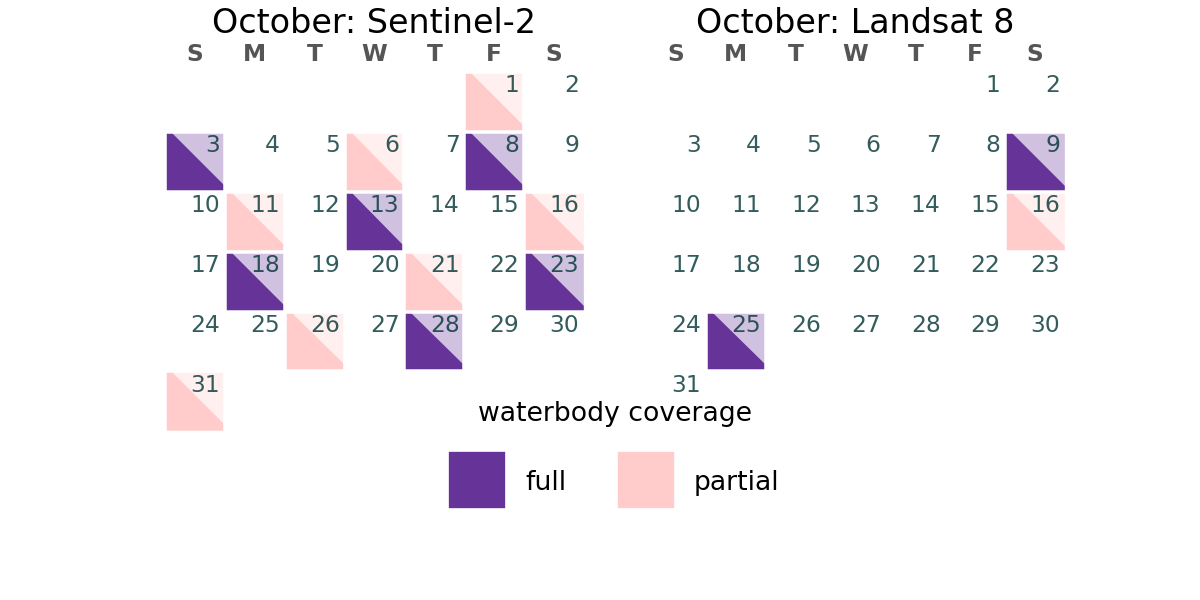 October: Sentinel-2
S M T W T F S
1 2
3 4 5 6 7 8 9
10 11 12 13 14 15 16
17 18 19 20 21 22 23
24 25 26 27 28 29 30
31
October: Landsat 8
S M T W T F S
1 2
3 4 5 6 7 8 9
10 11 12 13 14 15 16
17 18 19 20 21 22 23
24 25 26 27 28 29 30
31
waterbody coverage
full partial